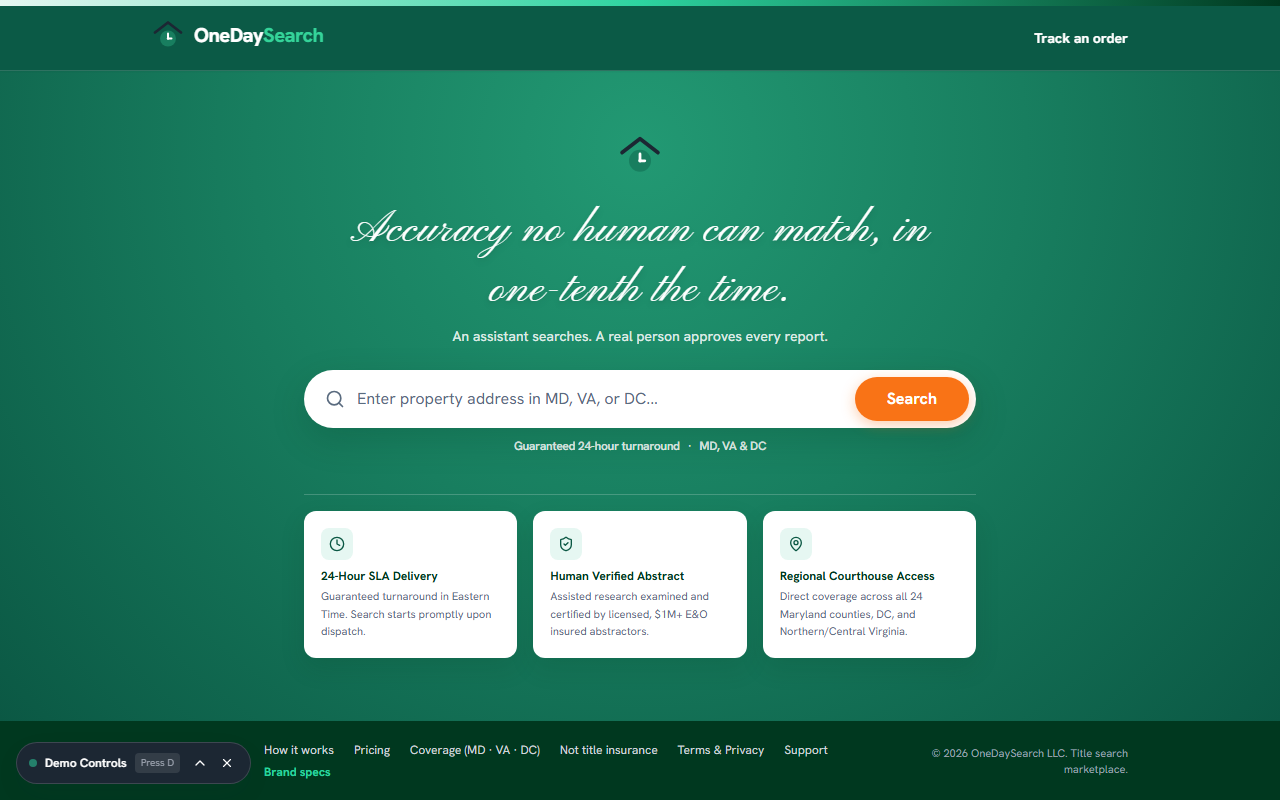 OneDaySearch
Track an order
Accuracy no human can match, in
one-tenth the time.
An assistant searches. A real person approves every report.
Enter property address in MD, VA, or DC...
Search
Guaranteed 24-hour turnaround · MD, VA & DC
24-Hour SLA Delivery
Guaranteed turnaround in Eastern
Time. Search starts promptly upon
dispatch.
Human Verified Abstract
Assisted research examined and
certified by licensed, $1M+ E&O
insured abstractors.
Regional Courthouse Access
Direct coverage across all 24
Maryland counties, DC, and
Northern/Central Virginia.
Demo Controls
Press D
How it works
Pricing
Coverage (MD · VA · DC)
Not title insurance
Terms & Privacy
Support
Brand specs
© 2026 OneDaySearch LLC. Title search
marketplace.